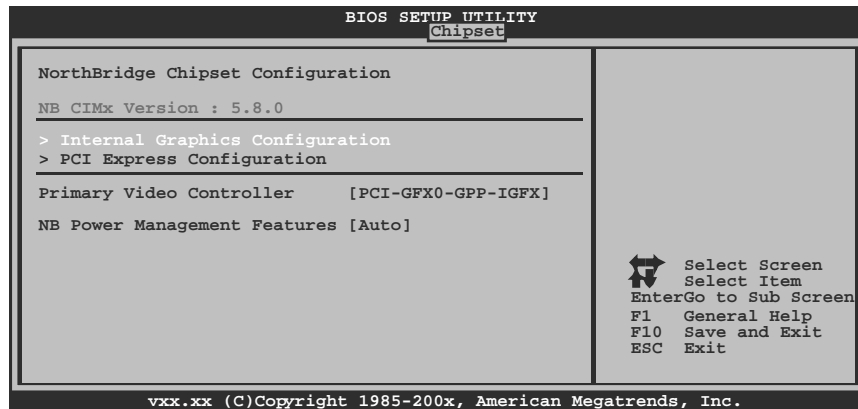 BIOS SETUP UTILITY
Chipset
NorthBridge Chipset Configuration
NB CIMx Version : 5.8.0
> Internal Graphics Configuration
> PCI Express Configuration
Primary Video Controller [PCI-GFX0-GPP-IGFX]
NB Power Management Features [Auto]
Select Screen
Select Item
EnterGo to Sub Screen
F1 General Help
F10 Save and Exit
ESC Exit
vxx.xx (C)Copyright 1985-200x, American Megatrends, Inc.